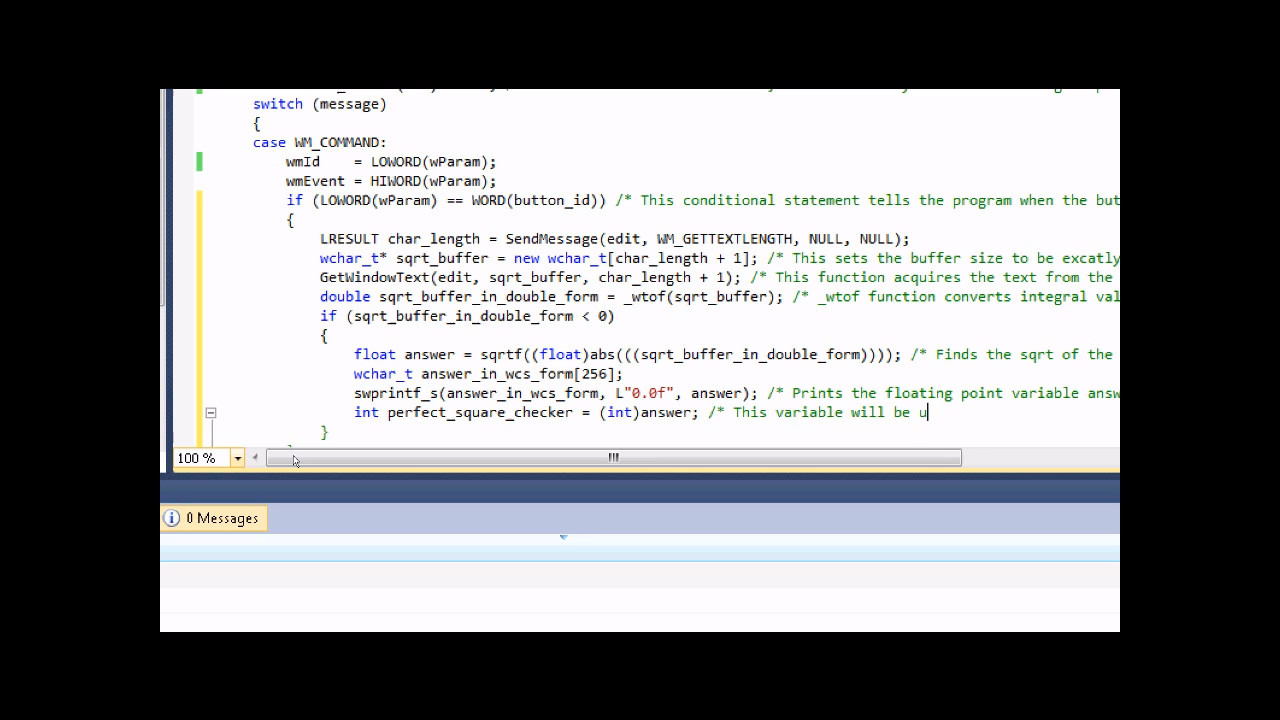 switch (message)
{
case WM_COMMAND:
wmId    = LOWORD(wParam);
wmEvent = HIWORD(wParam);
if (LOWORD(wParam) == WORD(button_id)) /* This conditional statement tells the program when the but
{
LRESULT char_length = SendMessage(edit, WM_GETTEXTLENGTH, NULL, NULL);
wchar_t* sqrt_buffer = new wchar_t[char_length + 1]; /* This sets the buffer size to be excatly
GetWindowText(edit, sqrt_buffer, char_length + 1); /* This function acquires the text from the
double sqrt_buffer_in_double_form = _wtof(sqrt_buffer); /* _wtof function converts integral val
if (sqrt_buffer_in_double_form < 0)
{
float answer = sqrtf((float)abs(((sqrt_buffer_in_double_form)))); /* Finds the sqrt of the
wchar_t answer_in_wcs_form[256];
swprintf_s(answer_in_wcs_form, L"0.0f", answer); /* Prints the floating point variable answ
int perfect_square_checker = (int)answer; /* This variable will be u
}
100 %
0 Messages